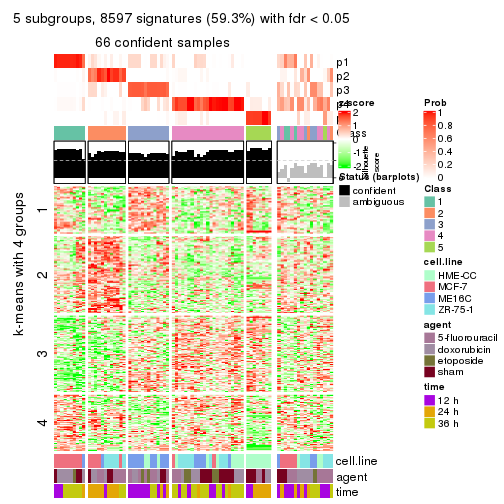 5 subgroups, 8597 signatures (59.3%) with fdr < 0.05
66 confident samples
p1
p2
p3
z-score
2
1
0
-1
-2
Silhouette
score
Status (barplots)
confident
ambiguous
Prob
1
0.8
0.6
0.4
0.2
0
Class
1
2
3
4
5
cell.line
HME-CC
MCF-7
ME16C
ZR-75-1
agent
5-fluorouracil
doxorubicin
etoposide
sham
time
12 h
24 h
36 h
k-means with 4 groups
1
2
3
4
cell.line
agent
time